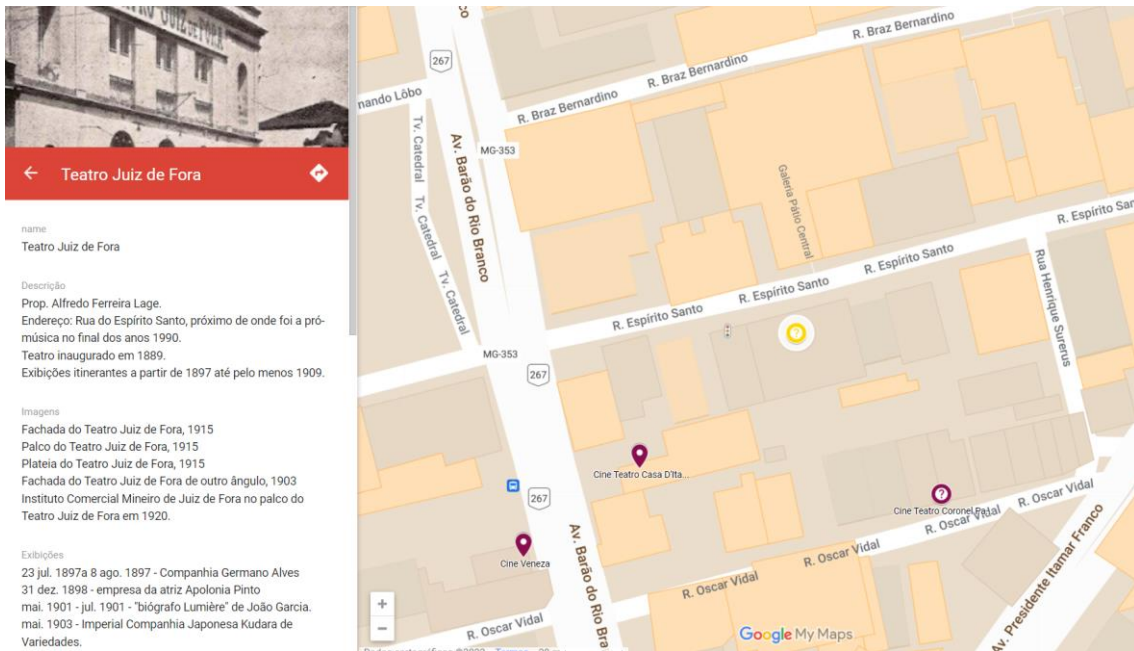 TRO JUIZ DE FORA
Teatro Juiz de Fora
name
Teatro Juiz de Fora
Descrição
Prop. Alfredo Ferreira Lage.
Endereço: Rua do Espírito Santo, próximo de onde foi a pró-
música no final dos anos 1990.
Teatro inaugurado em 1889.
Exibições itinerantes a partir de 1897 até pelo menos 1909.
Imagens
Fachada do Teatro Juiz de Fora, 1915
Palco do Teatro Juiz de Fora, 1915
Plateia do Teatro Juiz de Fora, 1915
Fachada do Teatro Juiz de Fora de outro ângulo, 1903
Instituto Comercial Mineiro de Juiz de Fora no palco do
Teatro Juiz de Fora em 1920.
Exibições
23 jul. 1897a 8 ago. 1897 - Companhia Germano Alves
31 dez. 1898 - empresa da atriz Apolonia Pinto
mai. 1901 - jul. 1901 - "biógrafo Lumière" de João Garcia.
mai. 1903 - Imperial Companhia Japonesa Kudara de
Variedades.
nco
R. Braz Bernardino
R. Braz Bernardino
R. Braz Bernardino
267
nando Lôbo
Tv. Catedral
Tv. Catedral
Tv. Catedral
MG-353
Av. Barão do Rio Branco
Galeria Pátio Central
R. Espírito San
R. Espírito Santo
R. Espírito Santo
R. Espírito Santo
Rua Henrique Surerus
MG-353
267
?
Cine Teatro Casa D'Ita...
267
Cine Veneza
?
Cine Teatro Coronel Pa
R. Oscar Vidal
R. Oscar Vidal
R. Oscar Vidal
R. Oscar Vidal
R. Oscar Vidal
Av. Barão do Rio Bra
Av. Presidente Itamar Franco
+
−
Google My Maps